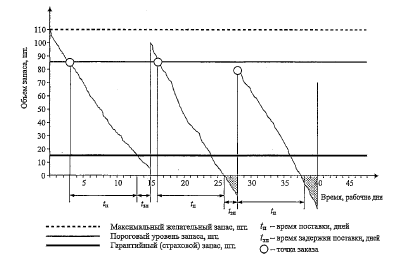 Объем запаса, шт.
110
100
90
80
70
60
50
40
30
20
10
0
5 10 15 20 25 30 35 40 45
Время, рабочие дни
tп tзп tп tзп tп
Максимальный желательный запас, шт.
Пороговый уровень запаса, шт.
Гарантийный (страховой) запас, шт.
tп – время поставки, дней
tзп – время задержки поставки, дней
– точка заказа